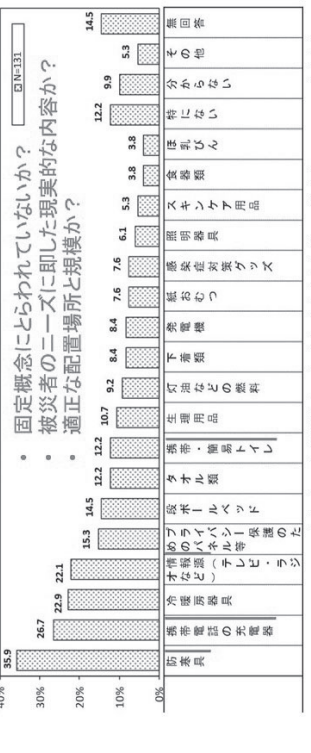 40%
30%
20%
10%
0%
N=131
• 固定概念にとらわれていないか？
• 被災者のニーズに即した現実的な内容か？
• 適正な配置場所と規模か？
35.9
26.7
22.9
22.1
15.3
14.5
12.2
12.2
10.7
9.2
8.4
8.4
7.6
7.6
6.1
5.3
3.8
3.8
12.2
9.9
5.3
14.5
防寒具
携帯電話の充電器
冷暖房器具
情報源（テレビ・ラジオなど）
プライバシー保護のためのパネル等
段ボールベッド
タオル類
携帯・簡易トイレ
生理用品
灯油などの燃料
下着類
発電機
紙おむつ
感染症対策グッズ
照明器具
スキンケア用品
食器類
ほ乳びん
特にない
分からない
その他
無回答